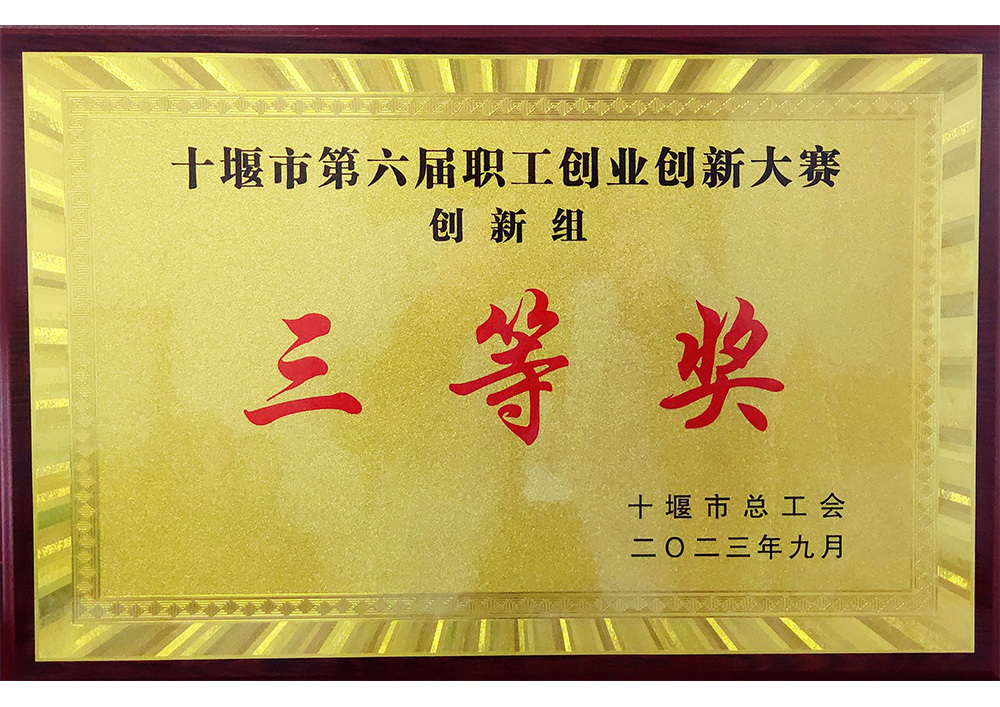 十堰市第六届职工创业创新大赛
创新组
三等奖
十堰市总工会
二〇二三年九月